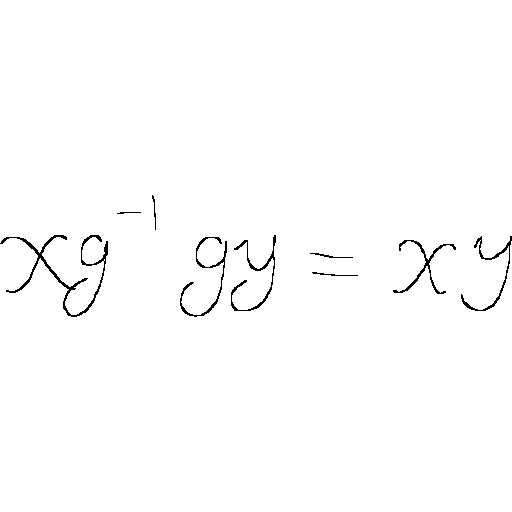 xg⁻¹ gy = xy